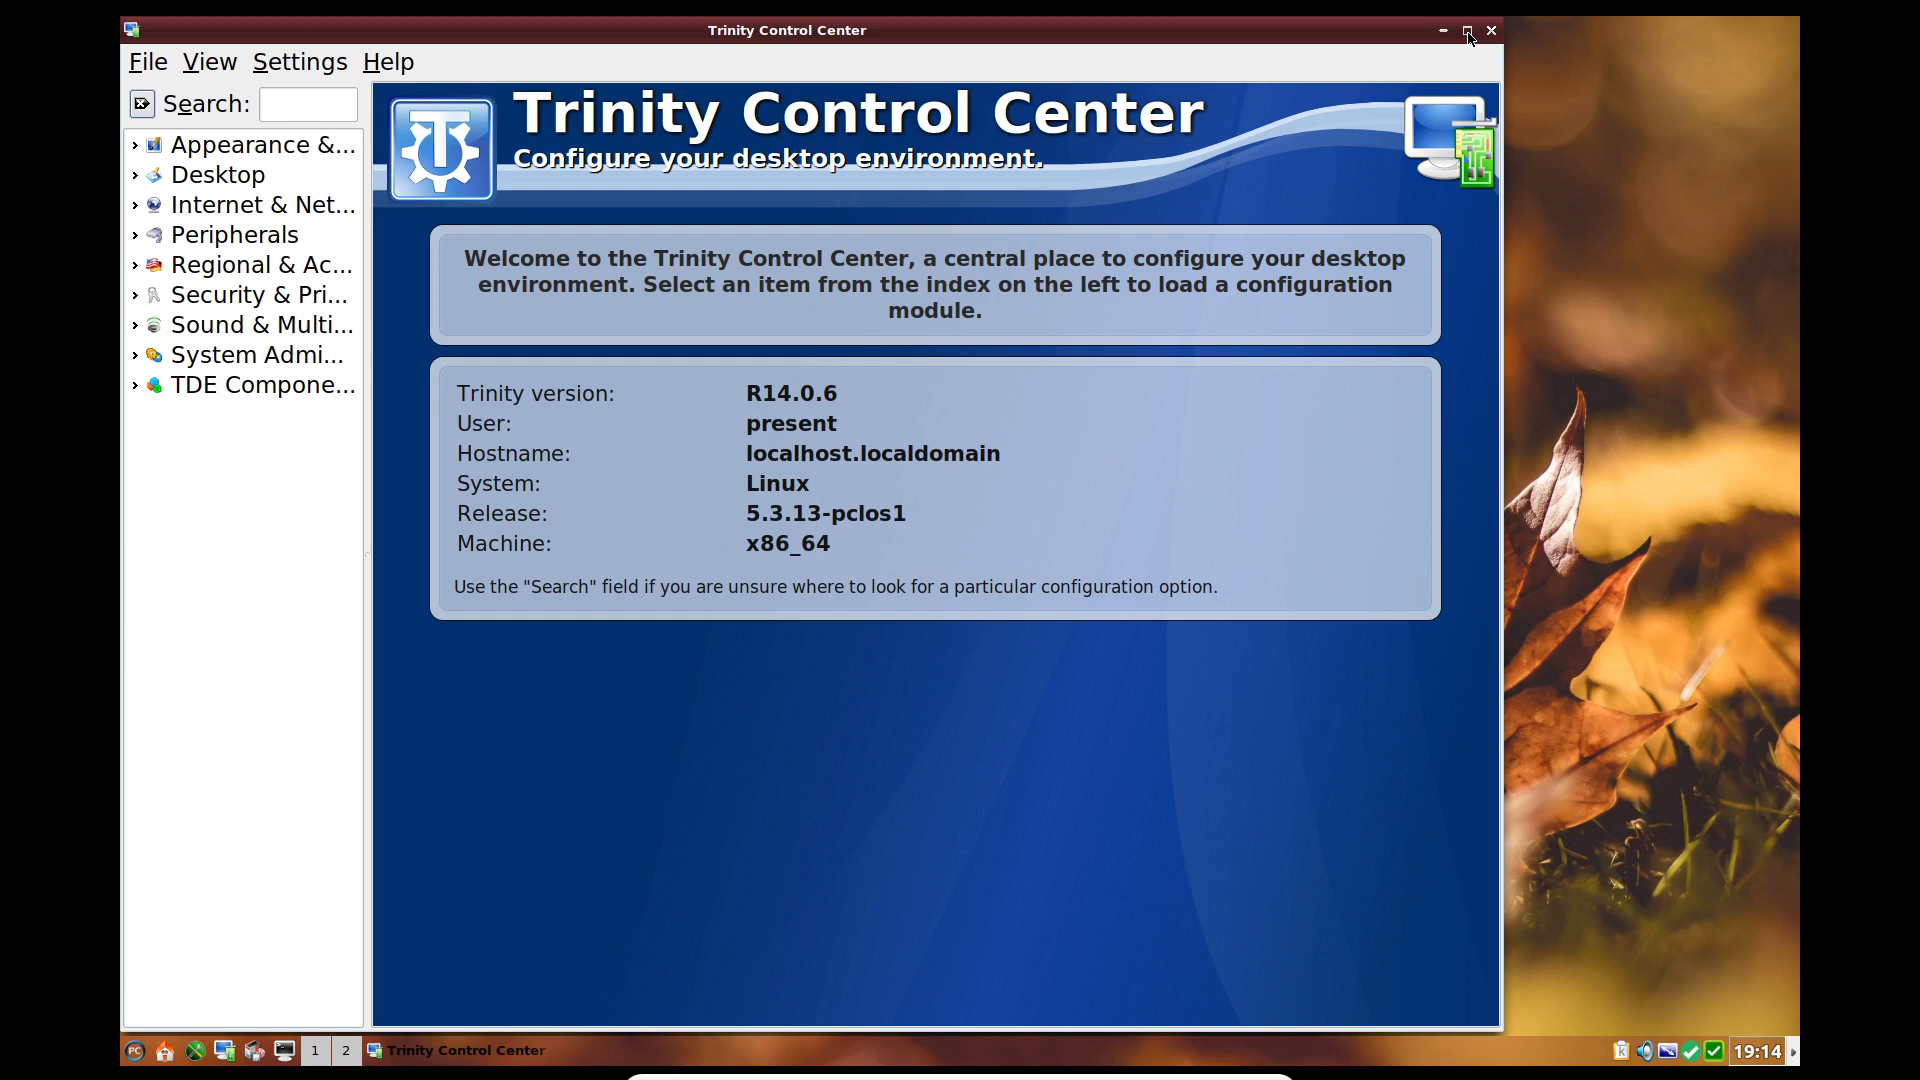 Trinity Control Center
File View Settings Help
Search:
Trinity Control Center
Configure your desktop environment.
Appearance &...
Desktop
Internet & Net...
Peripherals
Regional & Ac...
Security & Pri...
Sound & Multi...
System Admi...
TDE Compone...
Welcome to the Trinity Control Center, a central place to configure your desktop
environment. Select an item from the index on the left to load a configuration
module.
Trinity version: R14.0.6
User: present
Hostname: localhost.localdomain
System: Linux
Release: 5.3.13-pclos1
Machine: x86_64
Use the "Search" field if you are unsure where to look for a particular configuration option.
PC 1 2 Trinity Control Center 19:14